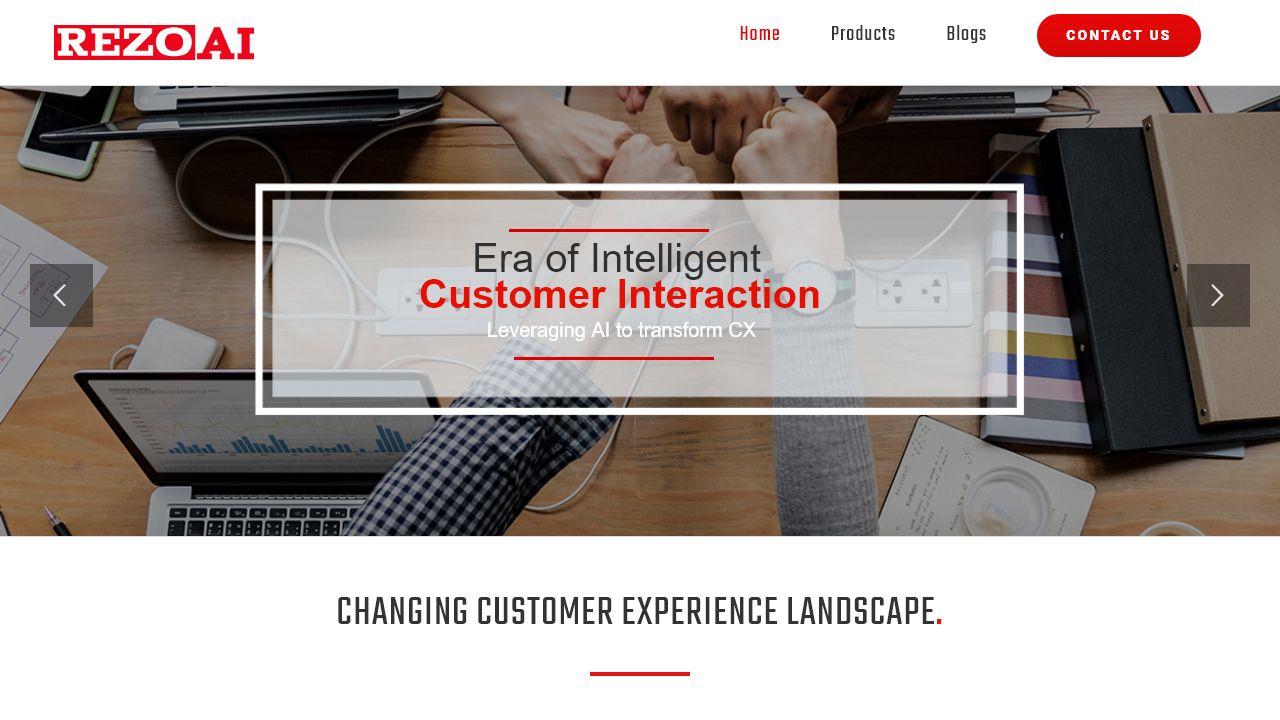 REZOAI
Home
Products
Blogs
CONTACT US
Era of Intelligent
Customer Interaction
Leveraging AI to transform CX
CHANGING CUSTOMER EXPERIENCE LANDSCAPE.